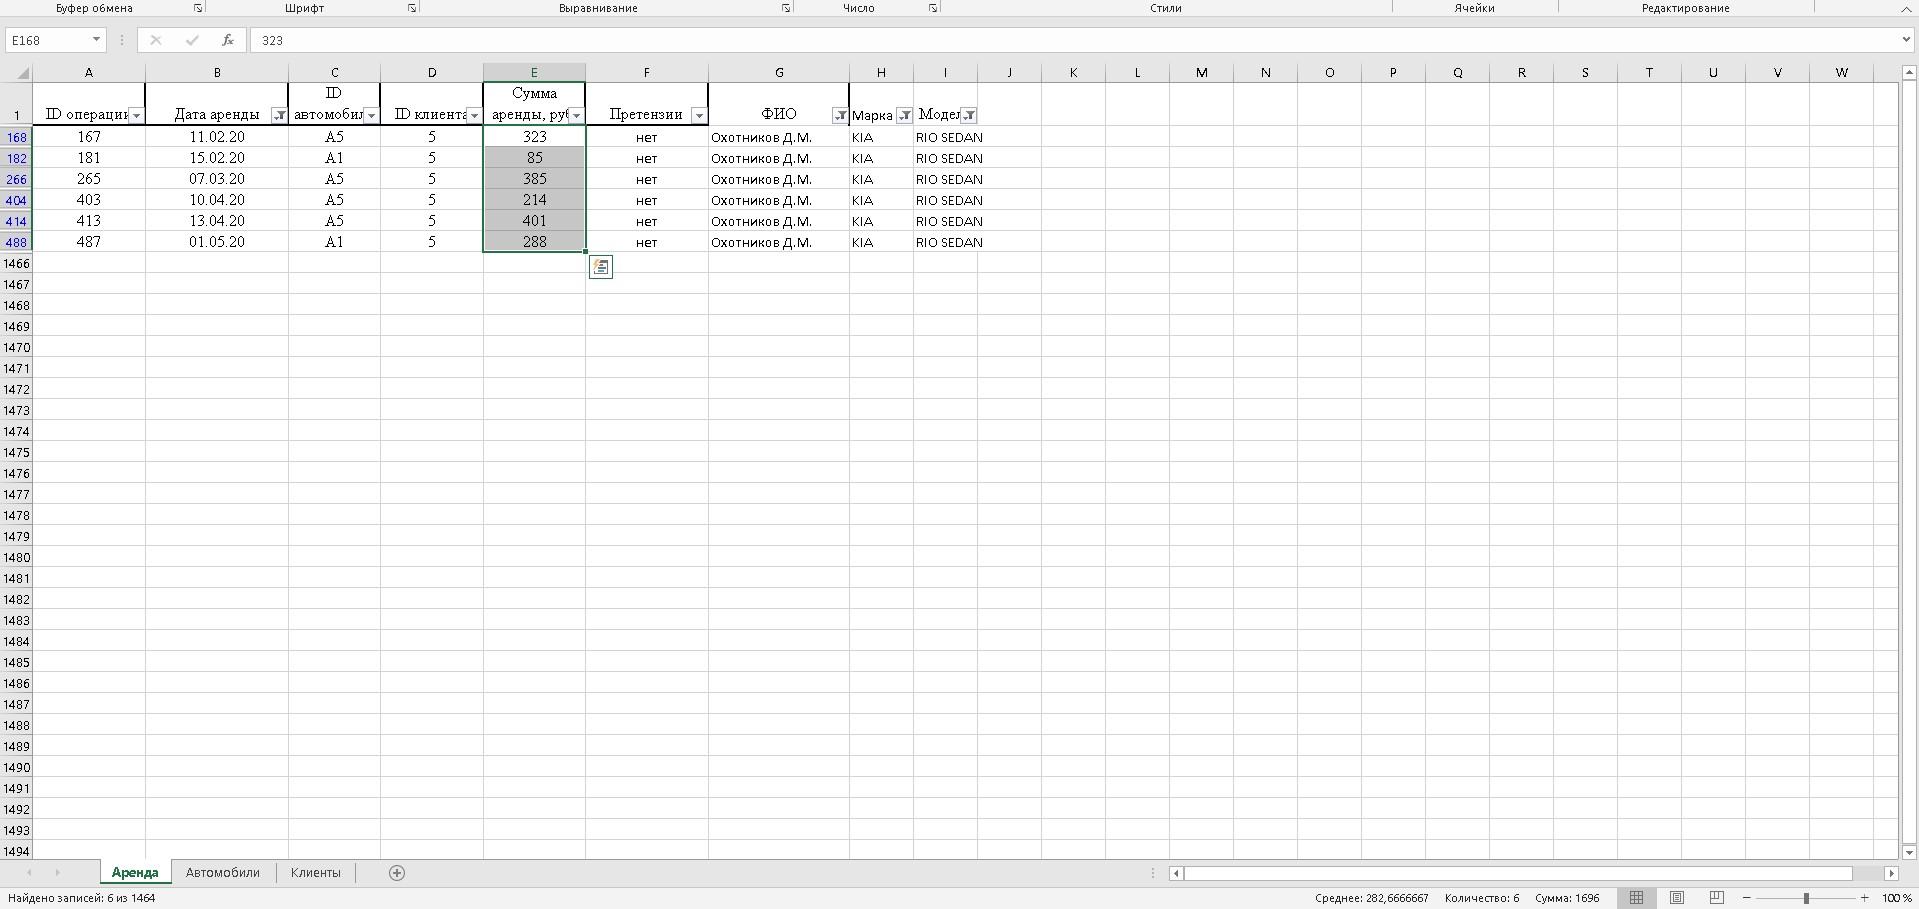 Буфер обмена Шрифт Выравнивание Число Стили Ячейки Редактирование
E168 fx 323
A B C D E F G H I J K L M N O P Q R S T U V W
ID Сумма
1 ID операции Дата аренды автомобил ID клиента аренды, руб Претензии ФИО Марка Модел
168 167 11.02.20 A5 5 323 нет Охотников Д.М. KIA RIO SEDAN
182 181 15.02.20 A1 5 85 нет Охотников Д.М. KIA RIO SEDAN
266 265 07.03.20 A5 5 385 нет Охотников Д.М. KIA RIO SEDAN
404 403 10.04.20 A5 5 214 нет Охотников Д.М. KIA RIO SEDAN
414 413 13.04.20 A5 5 401 нет Охотников Д.М. KIA RIO SEDAN
488 487 01.05.20 A1 5 288 нет Охотников Д.М. KIA RIO SEDAN
1466
1467
1468
1469
1470
1471
1472
1473
1474
1475
1476
1477
1478
1479
1480
1481
1482
1483
1484
1485
1486
1487
1488
1489
1490
1491
1492
1493
1494
Аренда Автомобили Клиенты
Найдено записей: 6 из 1464 Среднее: 282,6666667 Количество: 6 Сумма: 1696 100 %